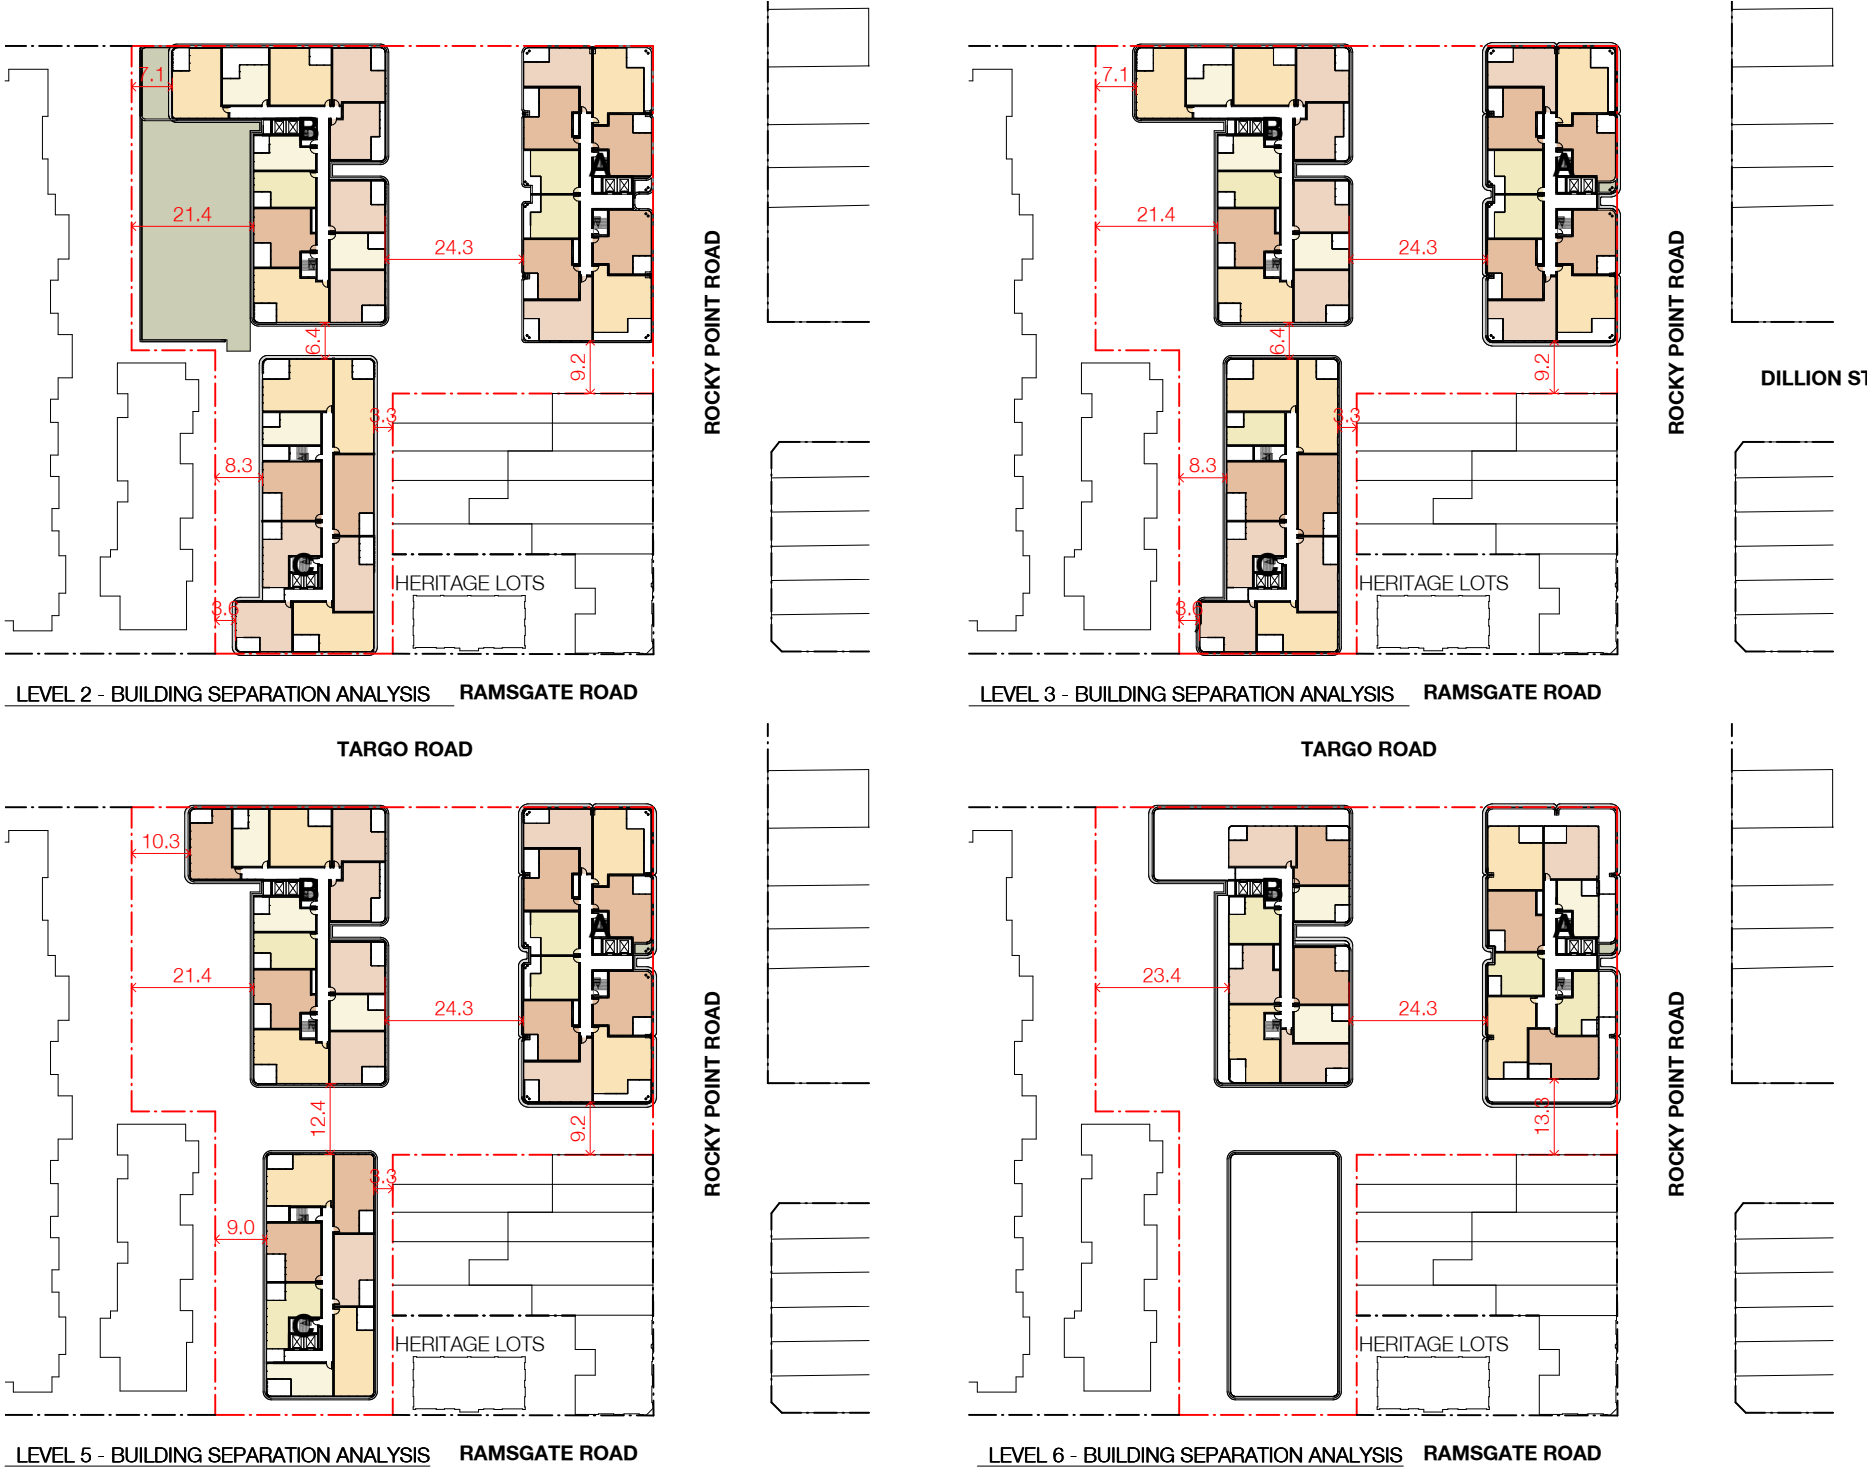 7.1
B
A
21.4
24.3
6.4
9.2
3.3
8.3
C
HERITAGE LOTS
3.6
ROCKY POINT ROAD
LEVEL 2 - BUILDING SEPARATION ANALYSIS
RAMSGATE ROAD
7.1
B
A
21.4
24.3
6.4
9.2
3.3
8.3
C
HERITAGE LOTS
3.6
ROCKY POINT ROAD
DILLION ST
LEVEL 3 - BUILDING SEPARATION ANALYSIS
RAMSGATE ROAD
TARGO ROAD
10.3
B
A
21.4
24.3
12.4
9.2
3.3
9.0
C
HERITAGE LOTS
ROCKY POINT ROAD
LEVEL 5 - BUILDING SEPARATION ANALYSIS
RAMSGATE ROAD
TARGO ROAD
B
A
23.4
24.3
13.3
HERITAGE LOTS
ROCKY POINT ROAD
LEVEL 6 - BUILDING SEPARATION ANALYSIS
RAMSGATE ROAD